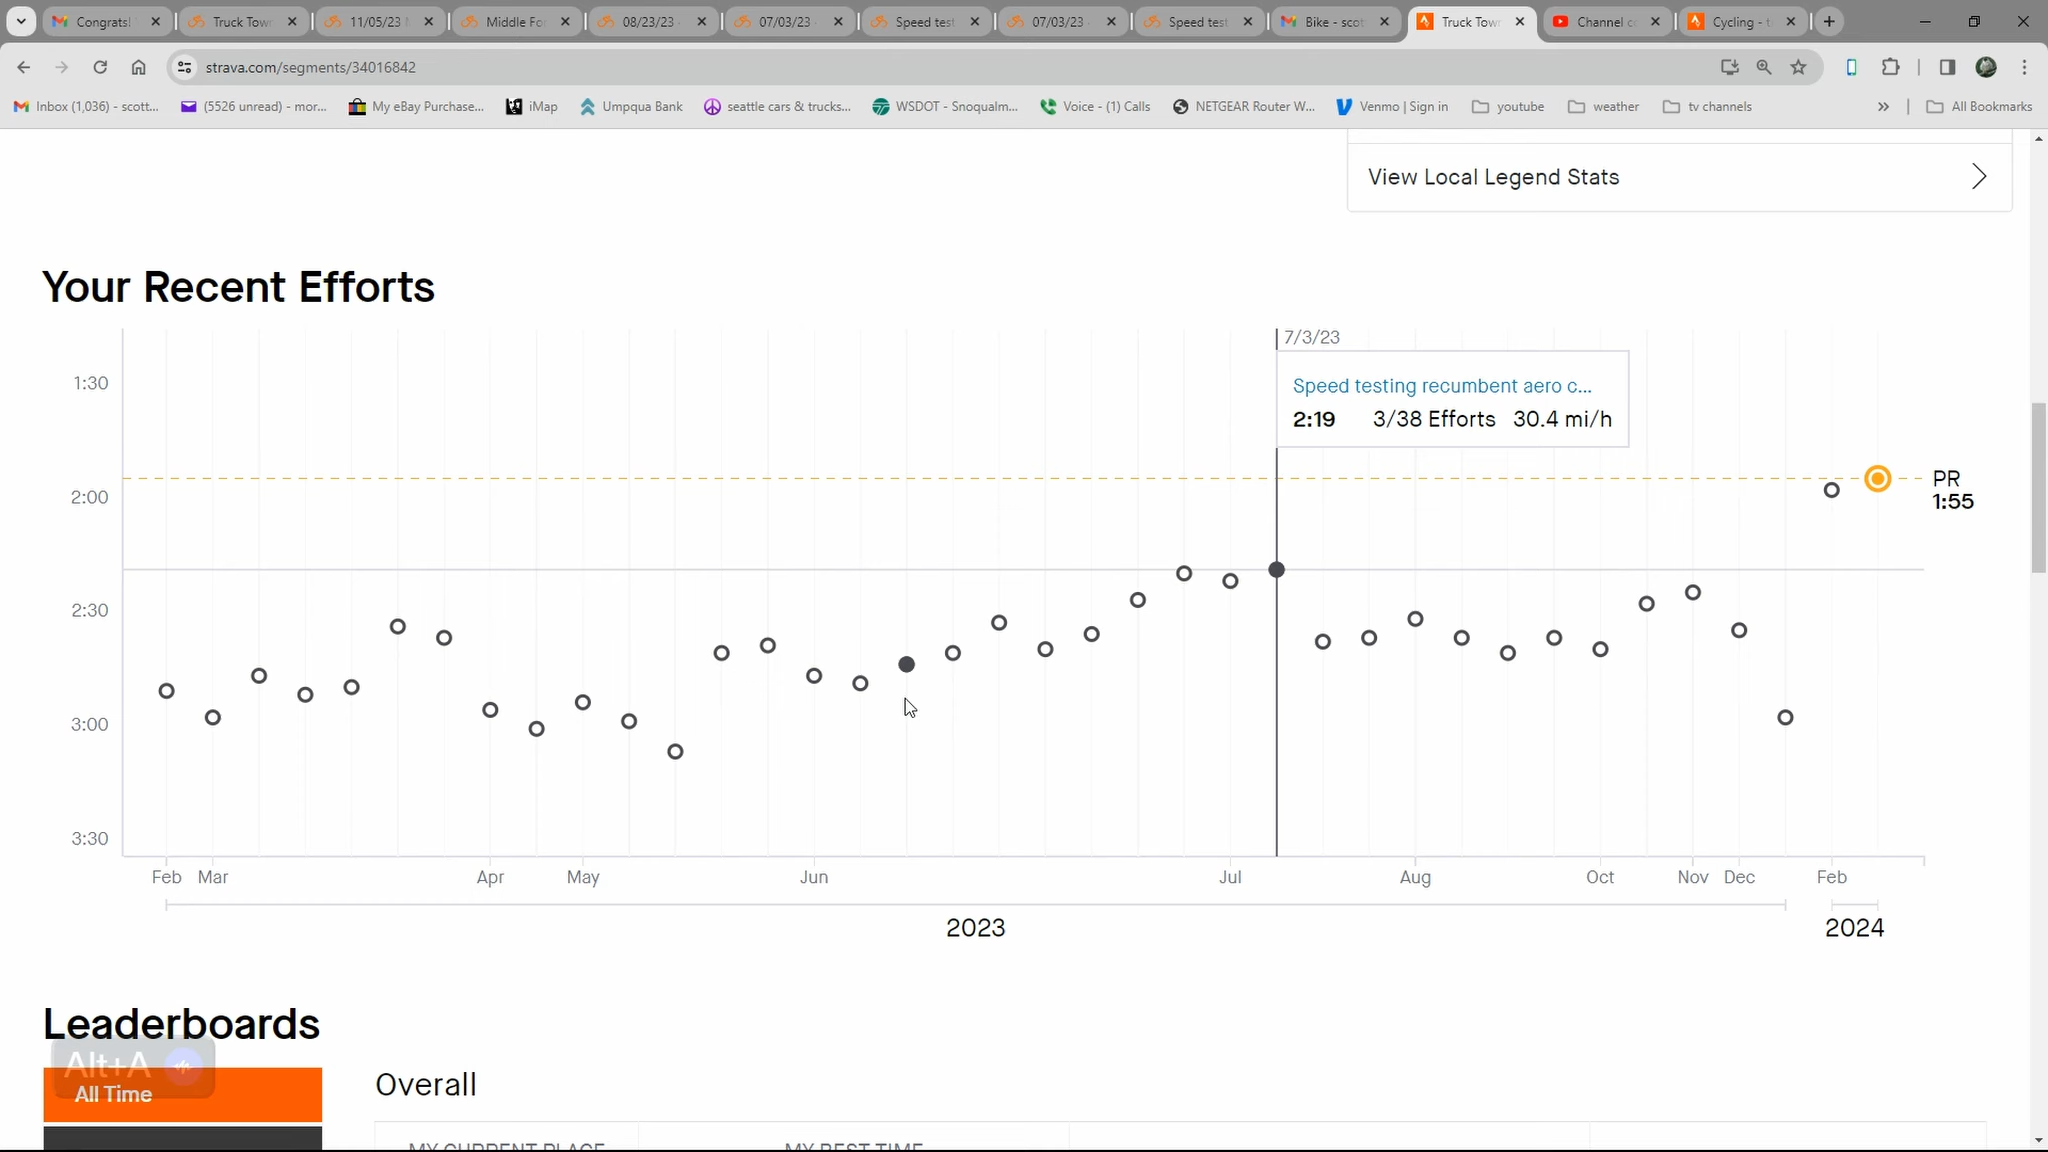 Congrats!
Truck Tow
11/05/23
Middle Fo
08/23/23
07/03/23
Speed test
07/03/23
Speed test
Bike - scot
Truck Tow
Channel c
Cycling -
strava.com/segments/34016842
Inbox (1,036) - scott...
(5526 unread) - mor...
My eBay Purchase...
iMap
Umpqua Bank
seattle cars & trucks...
WSDOT - Snoqualm...
Voice - (1) Calls
NETGEAR Router W...
Venmo | Sign in
youtube
weather
tv channels
»
All Bookmarks
View Local Legend Stats
Your Recent Efforts
7/3/23
Speed testing recumbent aero c...
2:19 3/38 Efforts 30.4 mi/h
1:30
2:00
2:30
3:00
3:30
PR
1:55
Feb Mar Apr May Jun Jul Aug Oct Nov Dec Feb
2023 2024
Leaderboards
Alt+A
All Time
Overall
MY CURRENT PLACE MY BEST TIME